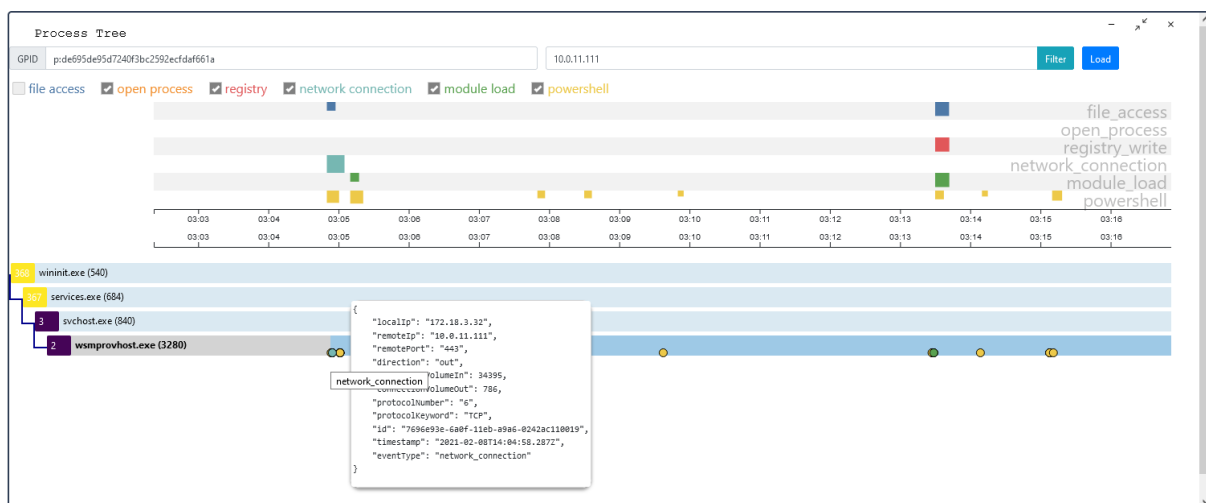 Process Tree
GPID p:de695de95d7240f3bc2592ecfdaf661a 10.0.11.111 Filter Load
file access open process registry network connection module load powershell
file_access
open_process
registry_write
network_connection
module_load
powershell
03:03 03:04 03:05 03:06 03:07 03:08 03:09 03:10 03:11 03:12 03:13 03:14 03:15 03:16
03:03 03:04 03:05 03:06 03:07 03:08 03:09 03:10 03:11 03:12 03:13 03:14 03:15 03:16
368 wininit.exe (540)
367 services.exe (684)
3 svchost.exe (840)
2 wsmprovhost.exe (3280)
{
"localIp": "172.18.3.32",
"remoteIp": "10.0.11.111",
"remotePort": "443",
"direction": "out",
VolumeIn": 34395,
network_connection
VolumeOut": 786,
"protocolNumber": "6",
"protocolKeyword": "TCP",
"id": "7696e93e-6a0f-11eb-a9a6-0242ac110019",
"timestamp": "2021-02-08T14:04:58.287Z",
"eventType": "network_connection"
}